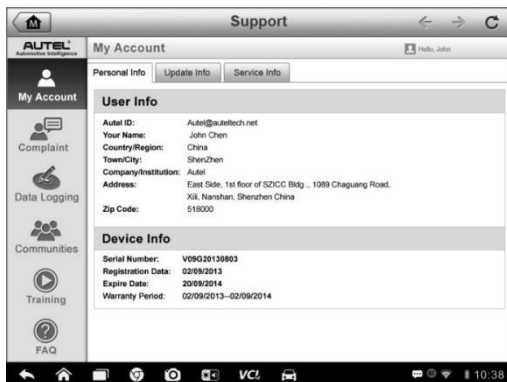 M
Support
AUTEL
Automotive Intelligence
My Account
Hello, John
My Account
Complaint
Data Logging
Communities
Training
FAQ
Personal Info
Update Info
Service Info
User Info
Autel ID: Autel@auteltech.net
Your Name: John Chen
Country/Region: China
Town/City: ShenZhen
Company/Institution: Autel
Address: East Side, 1st floor of SZICC Bldg ., 1089 Chaguang Road,
Xili, Nanshan, Shenzhen China
Zip Code: 518000
Device Info
Serial Number: V09G20130803
Registration Data: 02/09/2013
Expire Date: 20/09/2014
Warranty Period: 02/09/2013--02/09/2014
VCI
10:38